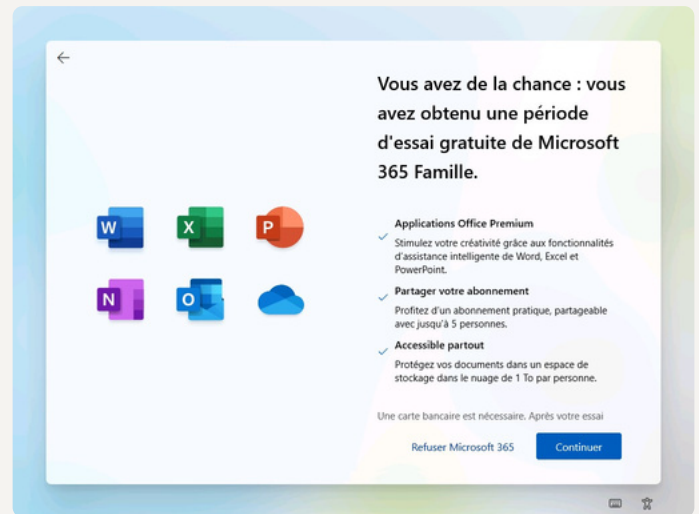 Vous avez de la chance : vous
avez obtenu une période
d'essai gratuite de Microsoft
365 Famille.
W
X
P
N
O
Applications Office Premium
Stimulez votre créativité grâce aux fonctionnalités
d'assistance intelligente de Word, Excel et
PowerPoint.
Partager votre abonnement
Profitez d'un abonnement pratique, partageable
avec jusqu'à 5 personnes.
Accessible partout
Protégez vos documents dans un espace de
stockage dans le nuage de 1 To par personne.
Une carte bancaire est nécessaire. Après votre essai
Refuser Microsoft 365
Continuer